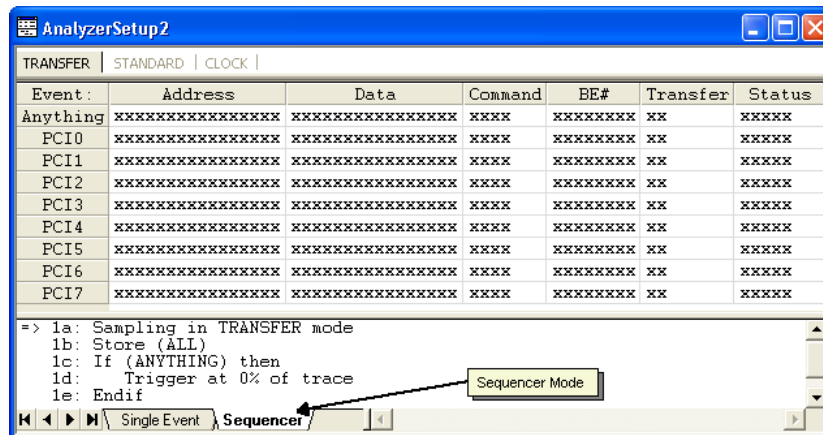 AnalyzerSetup2
TRANSFER | STANDARD | CLOCK |
Event: Address Data Command BE# Transfer Status
Anything xxxxxxxxxxxxxxxx xxxxxxxxxxxxxxxx xxxx xxxxxxxx xx xxxxx
PCI0 xxxxxxxxxxxxxxxx xxxxxxxxxxxxxxxx xxxx xxxxxxxx xx xxxxx
PCI1 xxxxxxxxxxxxxxxx xxxxxxxxxxxxxxxx xxxx xxxxxxxx xx xxxxx
PCI2 xxxxxxxxxxxxxxxx xxxxxxxxxxxxxxxx xxxx xxxxxxxx xx xxxxx
PCI3 xxxxxxxxxxxxxxxx xxxxxxxxxxxxxxxx xxxx xxxxxxxx xx xxxxx
PCI4 xxxxxxxxxxxxxxxx xxxxxxxxxxxxxxxx xxxx xxxxxxxx xx xxxxx
PCI5 xxxxxxxxxxxxxxxx xxxxxxxxxxxxxxxx xxxx xxxxxxxx xx xxxxx
PCI6 xxxxxxxxxxxxxxxx xxxxxxxxxxxxxxxx xxxx xxxxxxxx xx xxxxx
PCI7 xxxxxxxxxxxxxxxx xxxxxxxxxxxxxxxx xxxx xxxxxxxx xx xxxxx
=> 1a: Sampling in TRANSFER mode
1b: Store (ALL)
1c: If (ANYTHING) then
1d: Trigger at 0% of trace
1e: Endif
Sequencer Mode
Single Event Sequencer